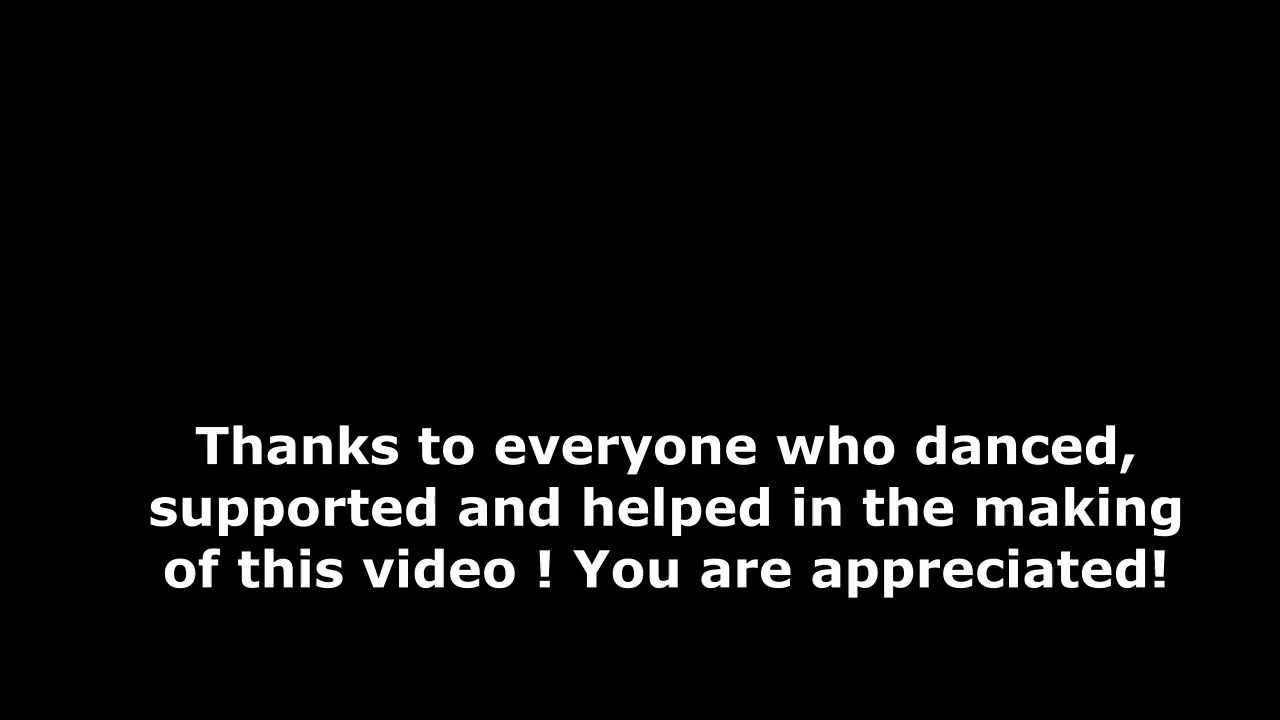 Thanks to everyone who danced,
supported and helped in the making
of this video ! You are appreciated!